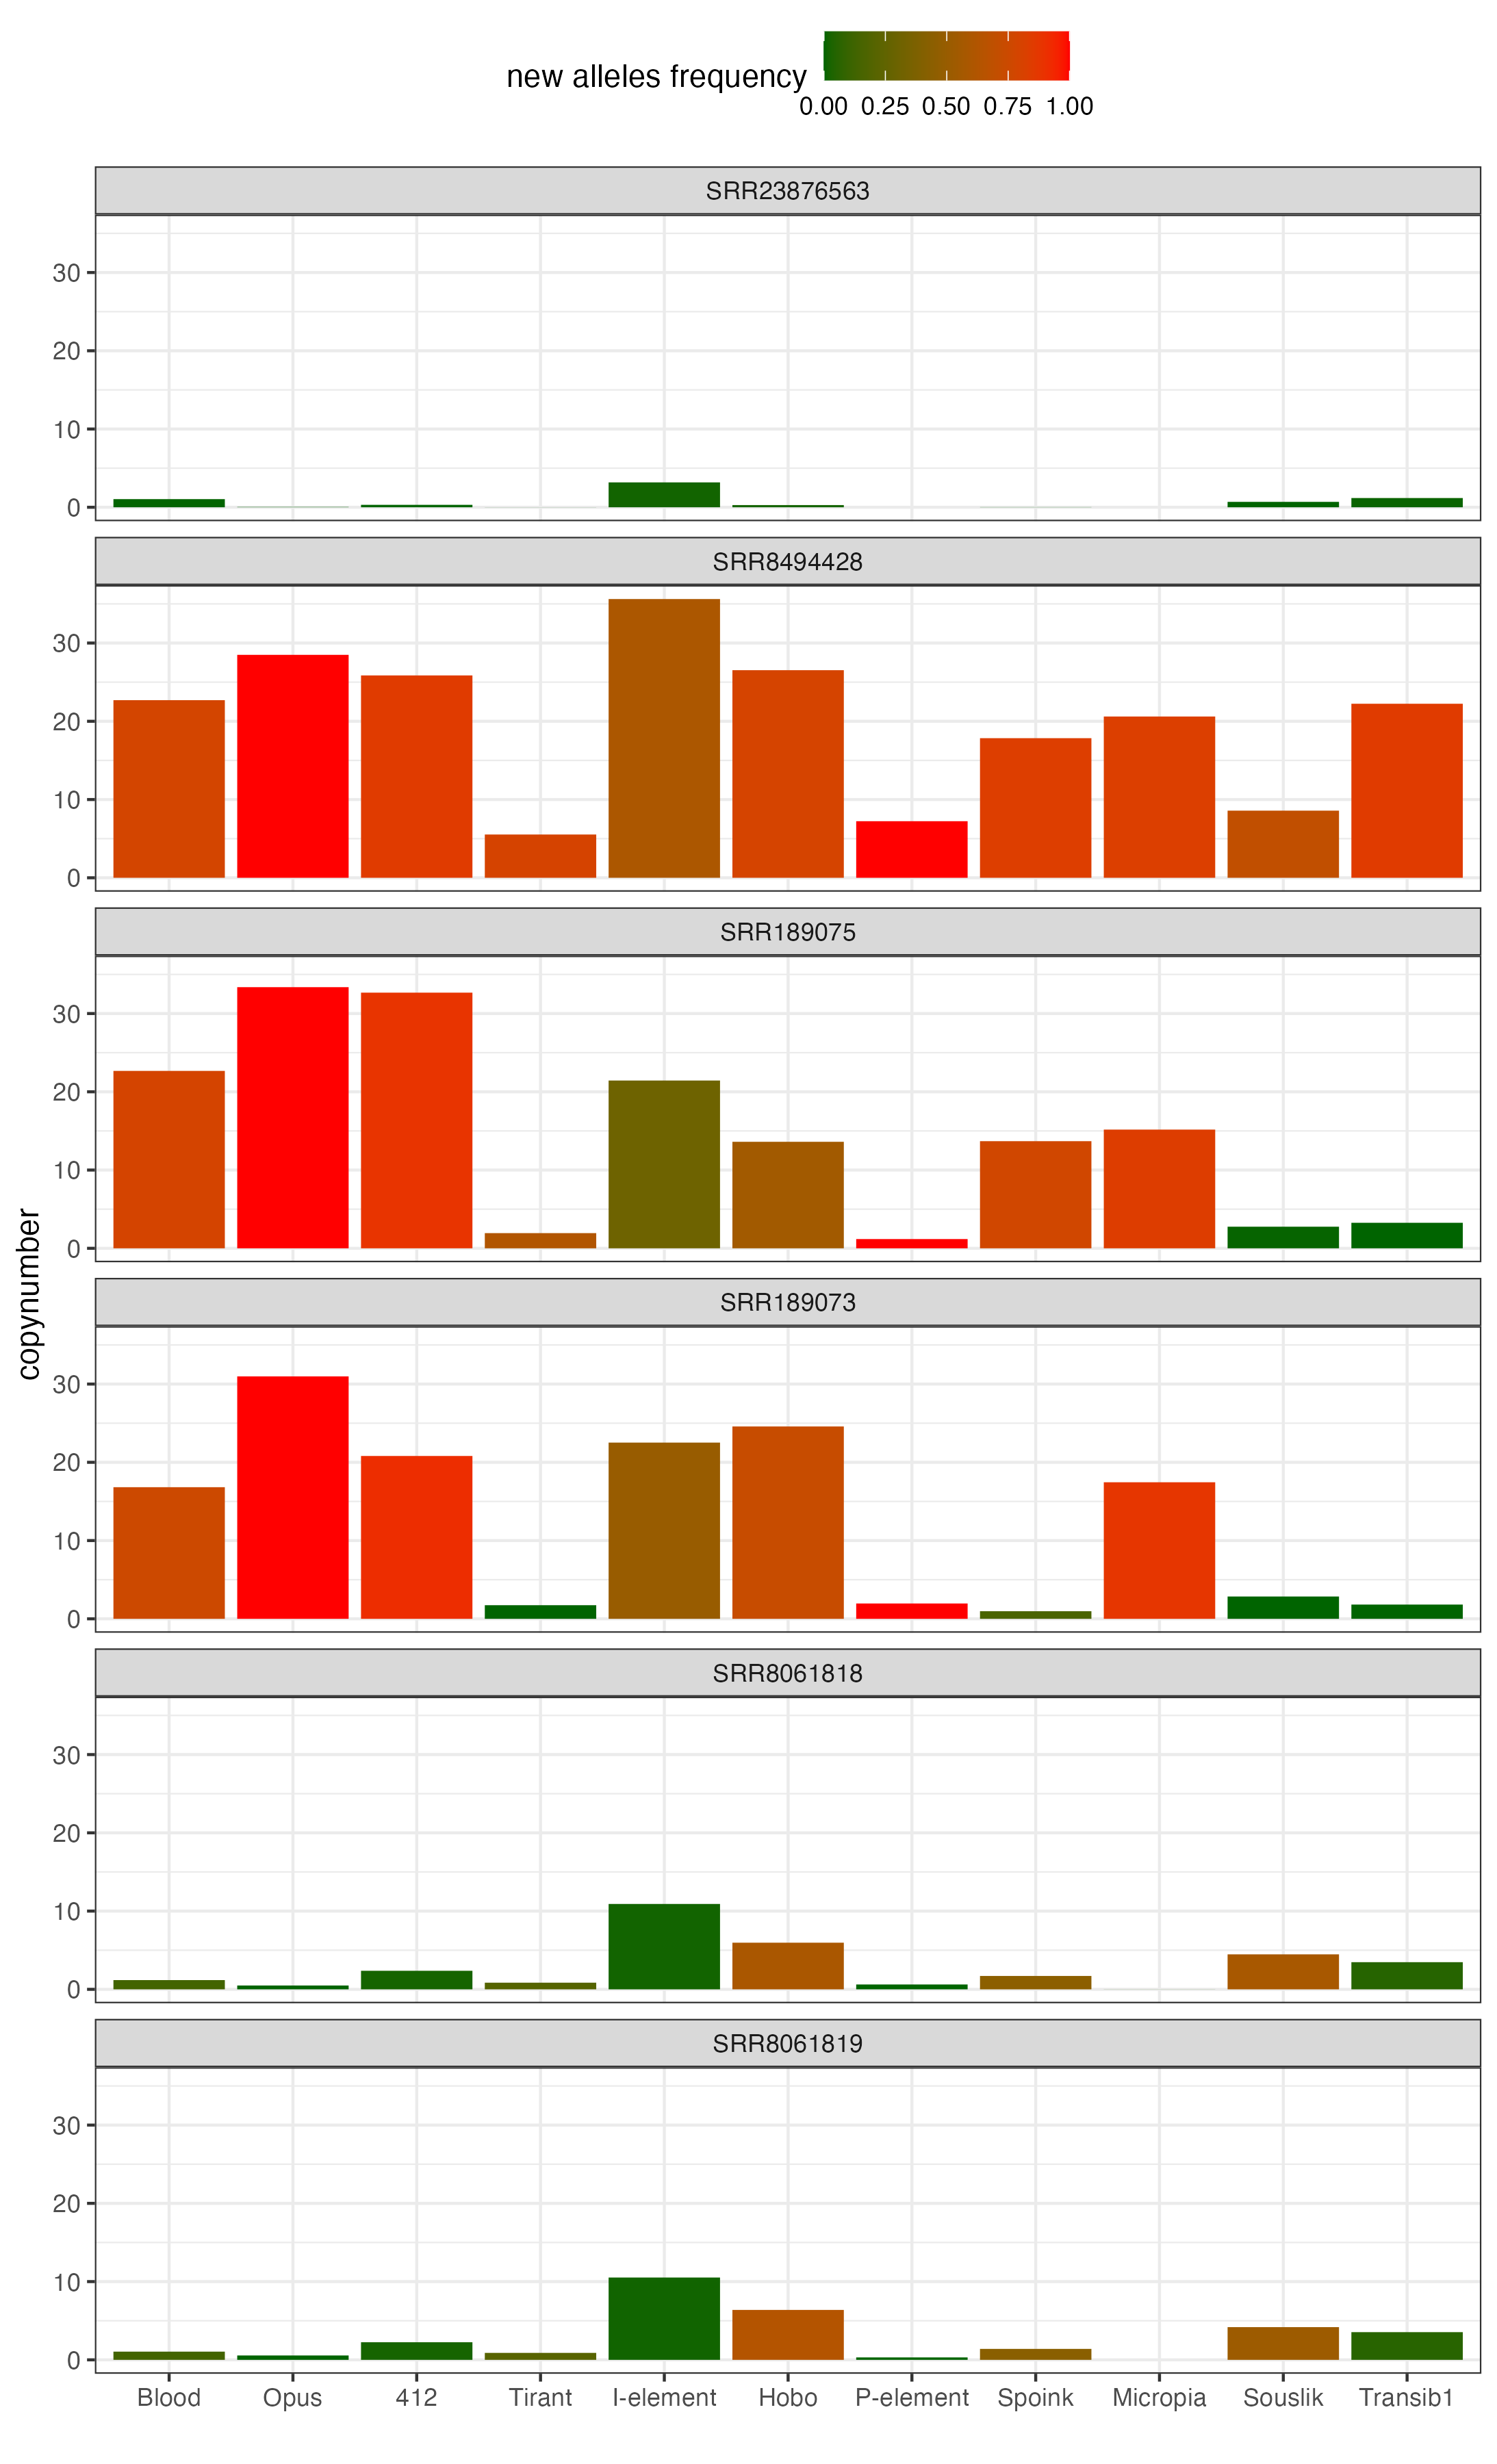 new alleles frequency
0.00 0.25 0.50 0.75 1.00
SRR23876563
30
20
10
0
SRR8494428
30
20
10
0
SRR189075
30
20
10
0
copynumber
SRR189073
30
20
10
0
SRR8061818
30
20
10
0
SRR8061819
30
20
10
0
Blood Opus 412 Tirant I-element Hobo P-element Spoink Micropia Souslik Transib1